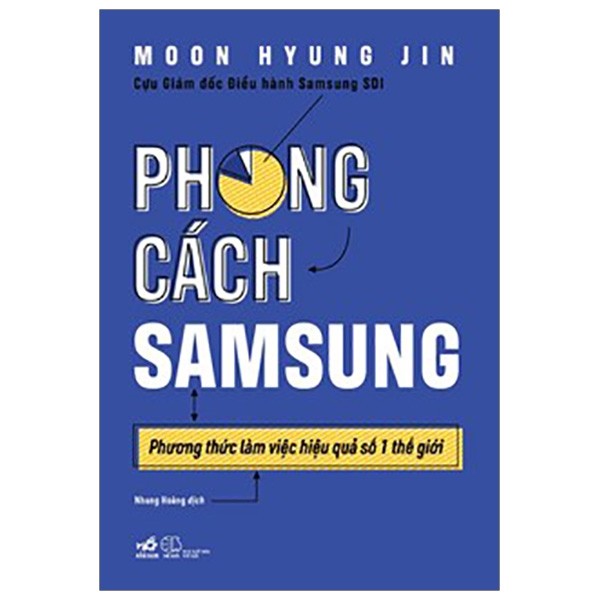 MOON HYUNG JIN
Cựu Giám đốc Điều hành Samsung SDI
PHONG
CÁCH
SAMSUNG
Phương thức làm việc hiệu quả số 1 thế giới
Nhung Hoàng dịch